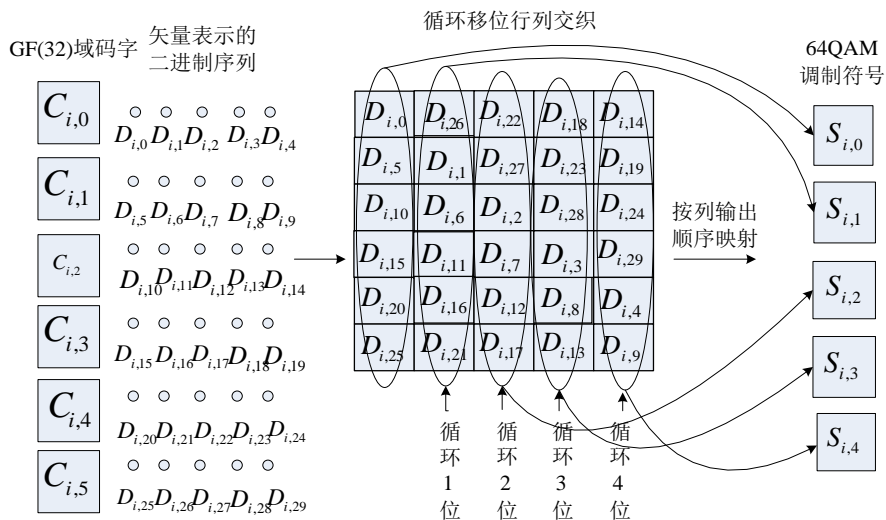 循环移位行列交织
GF(32)域码字
矢量表示的
二进制序列
64QAM
调制符号
C_{i,0}
D_{i,0} D_{i,1} D_{i,2} D_{i,3} D_{i,4}
C_{i,1}
D_{i,5} D_{i,6} D_{i,7} D_{i,8} D_{i,9}
C_{i,2}
D_{i,10} D_{i,11} D_{i,12} D_{i,13} D_{i,14}
C_{i,3}
D_{i,15} D_{i,16} D_{i,17} D_{i,18} D_{i,19}
C_{i,4}
D_{i,20} D_{i,21} D_{i,22} D_{i,23} D_{i,24}
C_{i,5}
D_{i,25} D_{i,26} D_{i,27} D_{i,28} D_{i,29}
D_{i,0} D_{i,26} D_{i,22} D_{i,18} D_{i,14}
D_{i,5} D_{i,1} D_{i,27} D_{i,23} D_{i,19}
D_{i,10} D_{i,6} D_{i,2} D_{i,28} D_{i,24}
D_{i,15} D_{i,11} D_{i,7} D_{i,3} D_{i,29}
D_{i,20} D_{i,16} D_{i,12} D_{i,8} D_{i,4}
D_{i,25} D_{i,21} D_{i,17} D_{i,13} D_{i,9}
循环1位
循环2位
循环3位
循环4位
按列输出
顺序映射
S_{i,0}
S_{i,1}
S_{i,2}
S_{i,3}
S_{i,4}